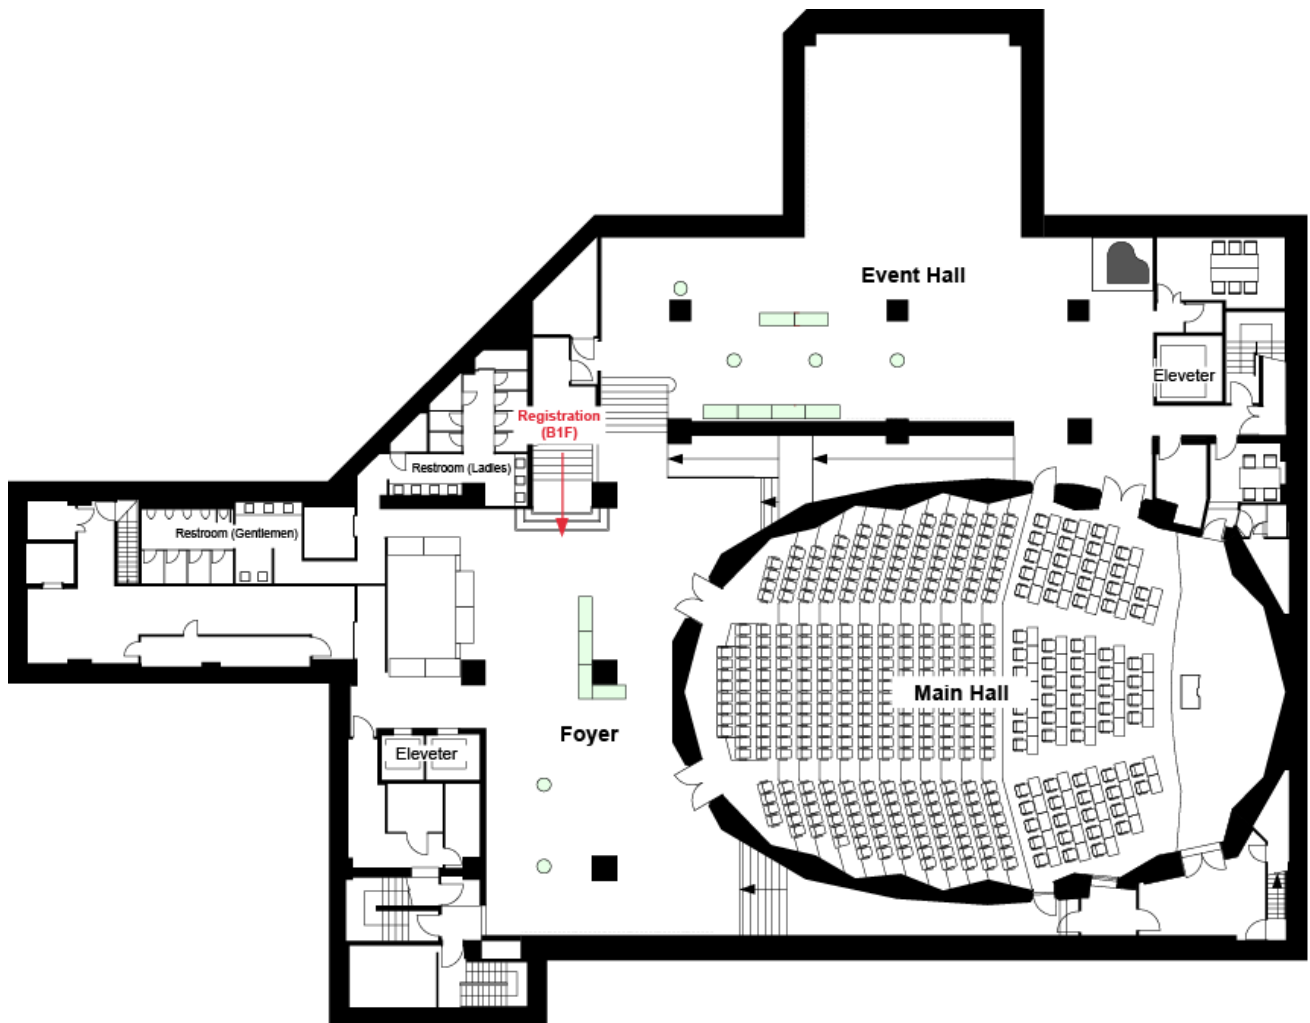 Event Hall
Eleveter
Registration
(B1F)
Restroom (Ladies)
Restroom (Gentlemen)
Main Hall
Foyer
Eleveter